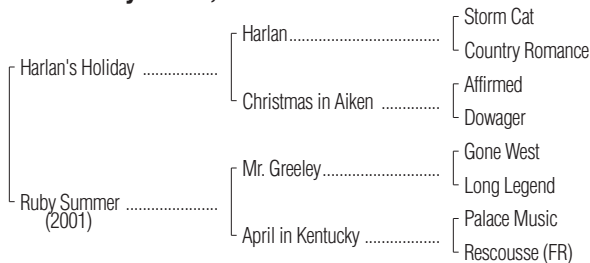 Harlan's Holiday ..................
Ruby Summer ......................
(2001)
Harlan....................................
Christmas in Aiken ..............
Mr. Greeley............................
April in Kentucky ..................
Storm Cat
Country Romance
Affirmed
Dowager
Gone West
Long Legend
Palace Music
Rescousse (FR)